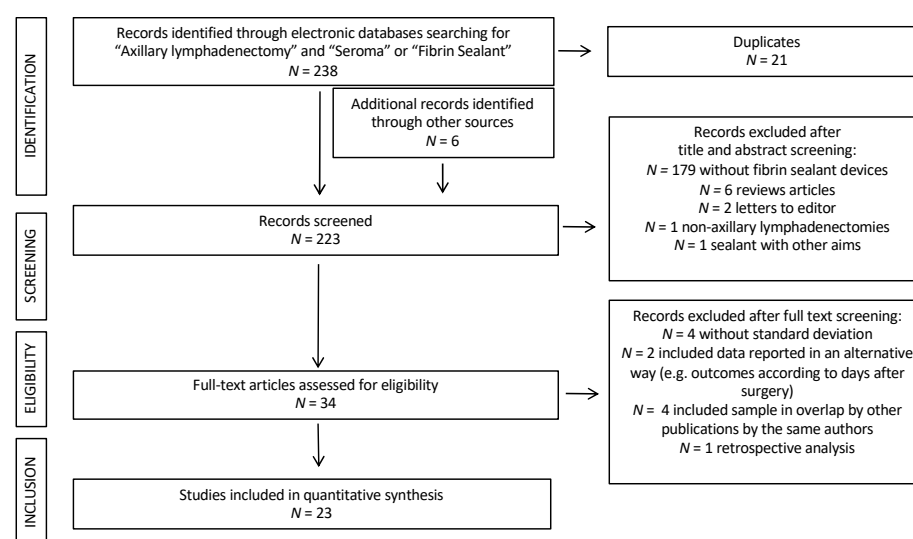 IDENTIFICATION
Records identified through electronic databases searching for
“Axillary lymphadenectomy” and “Seroma” or “Fibrin Sealant”
N = 238
Duplicates
N = 21
Additional records identified
through other sources
N = 6
Records excluded after
title and abstract screening:
N = 179 without fibrin sealant devices
N = 6 reviews articles
N = 2 letters to editor
N = 1 non-axillary lymphadenectomies
N = 1 sealant with other aims
SCREENING
Records screened
N = 223
ELIGIBILITY
Full-text articles assessed for eligibility
N = 34
Records excluded after full text screening:
N = 4 without standard deviation
N = 2 included data reported in an alternative
way (e.g. outcomes according to days after
surgery)
N = 4 included sample in overlap by other
publications by the same authors
N = 1 retrospective analysis
INCLUSION
Studies included in quantitative synthesis
N = 23